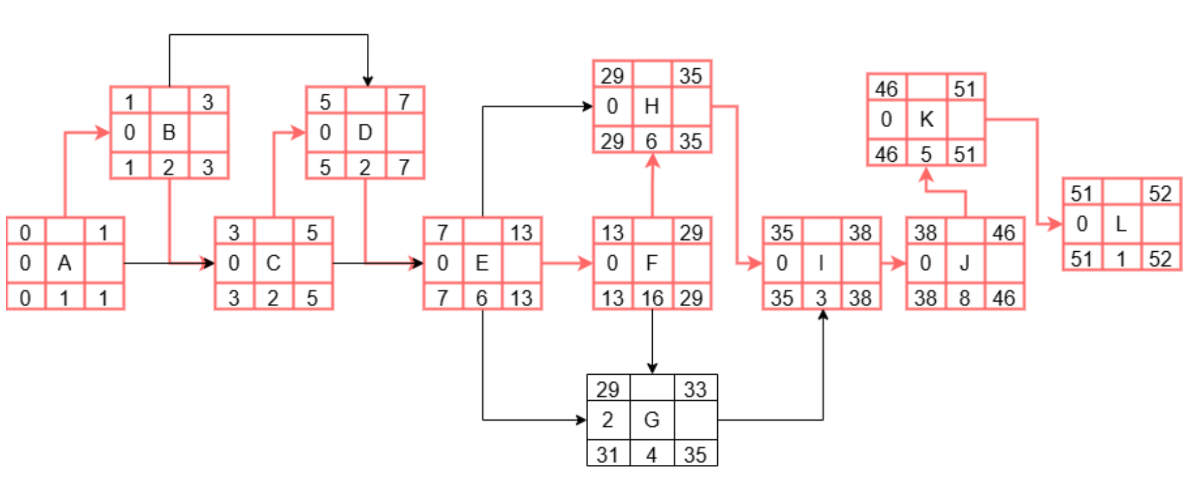 1 3
0 B
1 2 3
5 7
0 D
5 2 7
29 35
0 H
29 6 35
46 51
0 K
46 5 51
0 1
0 A
0 1 1
3 5
0 C
3 2 5
7 13
0 E
7 6 13
13 29
0 F
13 16 29
35 38
0 I
35 3 38
38 46
0 J
38 8 46
51 52
0 L
51 1 52
29 33
2 G
31 4 35